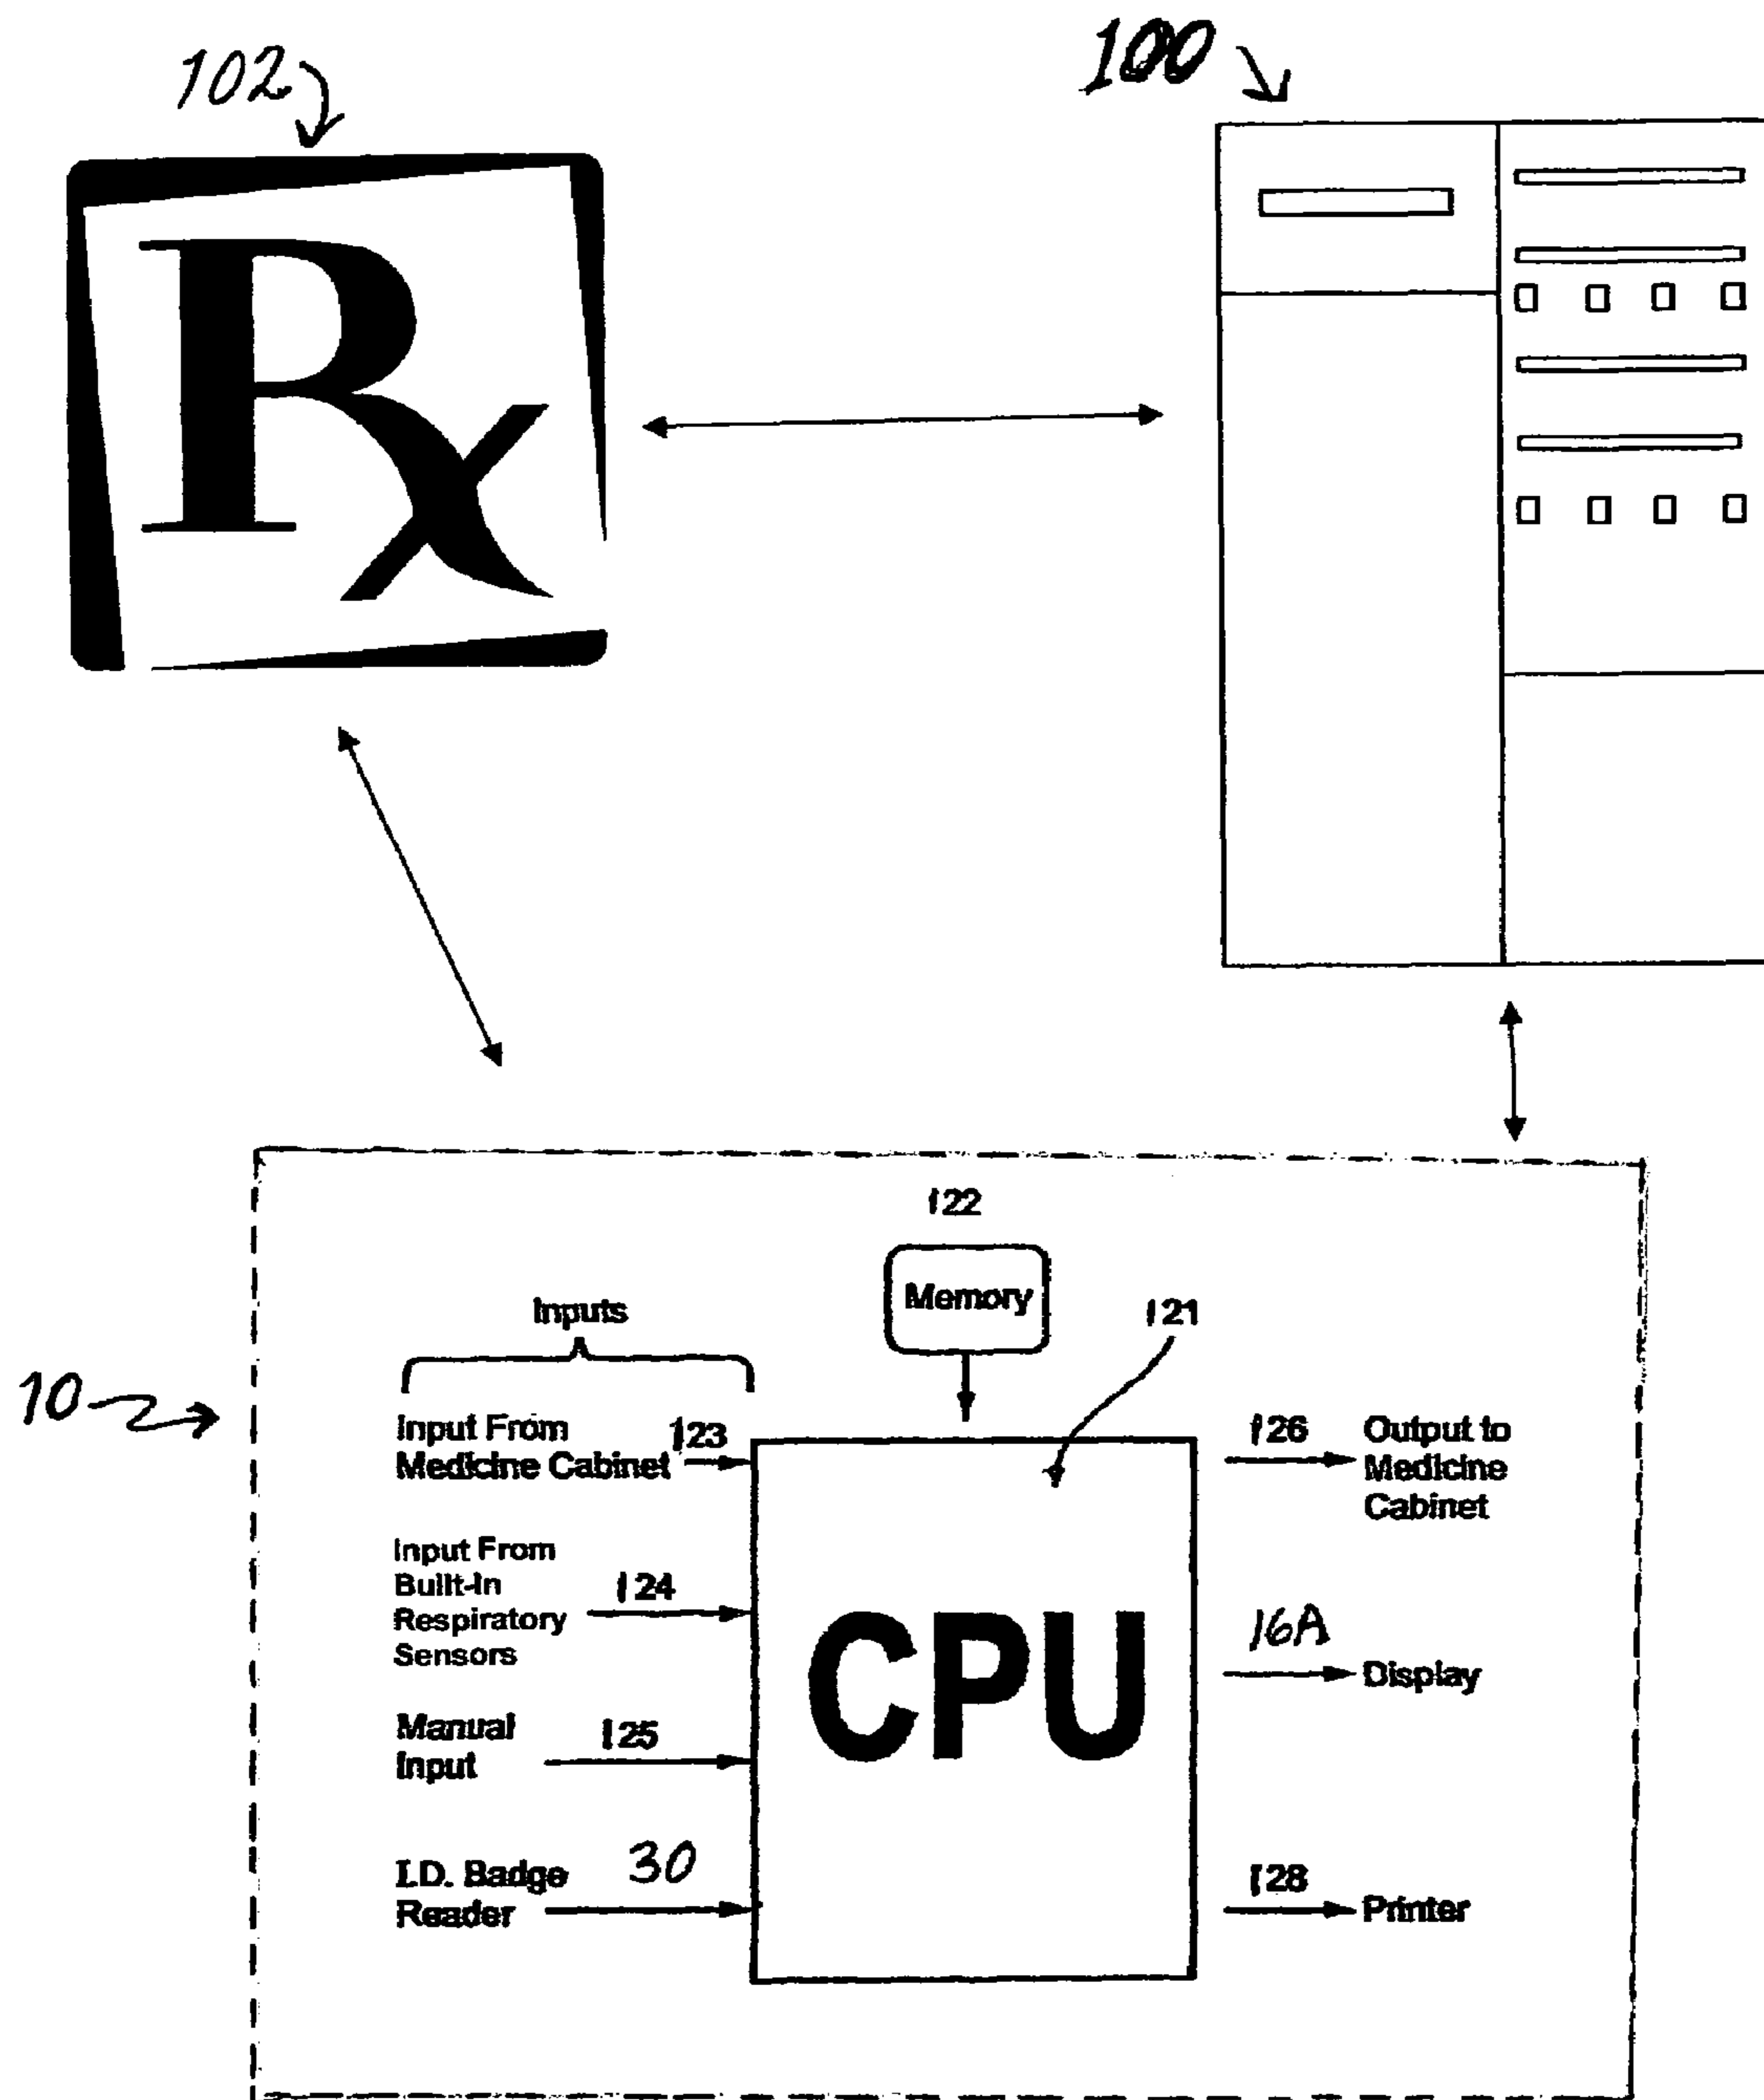 102
100
Rx
122
Memory
Inputs
121
10
Input From
Medicine Cabinet
123
126
Output to
Medicine
Cabinet
Input From
Built-In
Respiratory
Sensors
124
CPU
16A
Display
Manual
Input
125
I.D. Badge
Reader
30
128
Printer